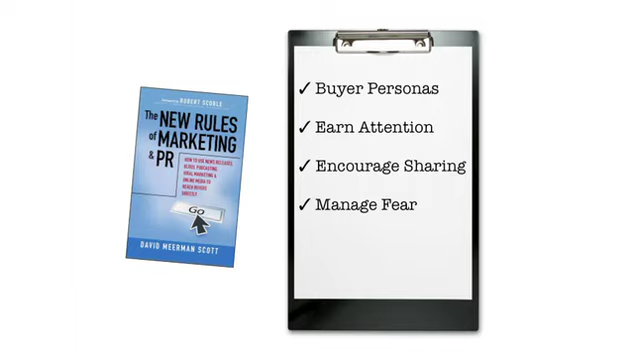 Foreword by ROBERT SCOBLE
The NEW RULES
of MARKETING
& PR
HOW TO USE NEWS RELEASES,
BLOGS, PODCASTING,
VIRAL MARKETING &
ONLINE MEDIA TO
REACH BUYERS
DIRECTLY
Go
DAVID MEERMAN SCOTT
✓ Buyer Personas
✓ Earn Attention
✓ Encourage Sharing
✓ Manage Fear